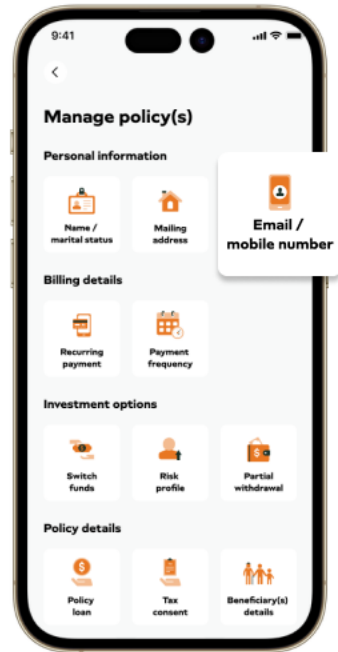 9:41
Manage policy(s)
Personal information
Name /
marital status
Mailing
address
Email /
mobile number
Billing details
Recurring
payment
Payment
frequency
Investment options
Switch
funds
Risk
profile
Partial
withdrawal
Policy details
Policy
loan
Tax
consent
Beneficiary(s)
details